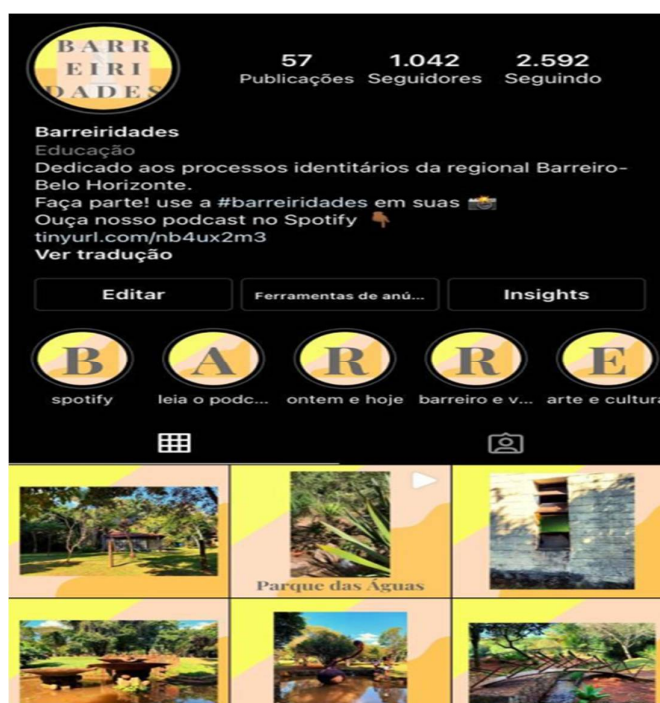 BARR
EIRI
DADES
57 1.042 2.592
Publicações Seguidores Seguindo
Barreiridades
Educação
Dedicado aos processos identitários da regional Barreiro-
Belo Horizonte.
Faça parte! use a #barreiridades em suas 📸
Ouça nosso podcast no Spotify 👇🏾
tinyurl.com/nb4ux2m3
Ver tradução
Editar Ferramentas de anú... Insights
B A R R E
spotify leia o podc... ontem e hoje barreiro e v... arte e cultura
Parque das Águas